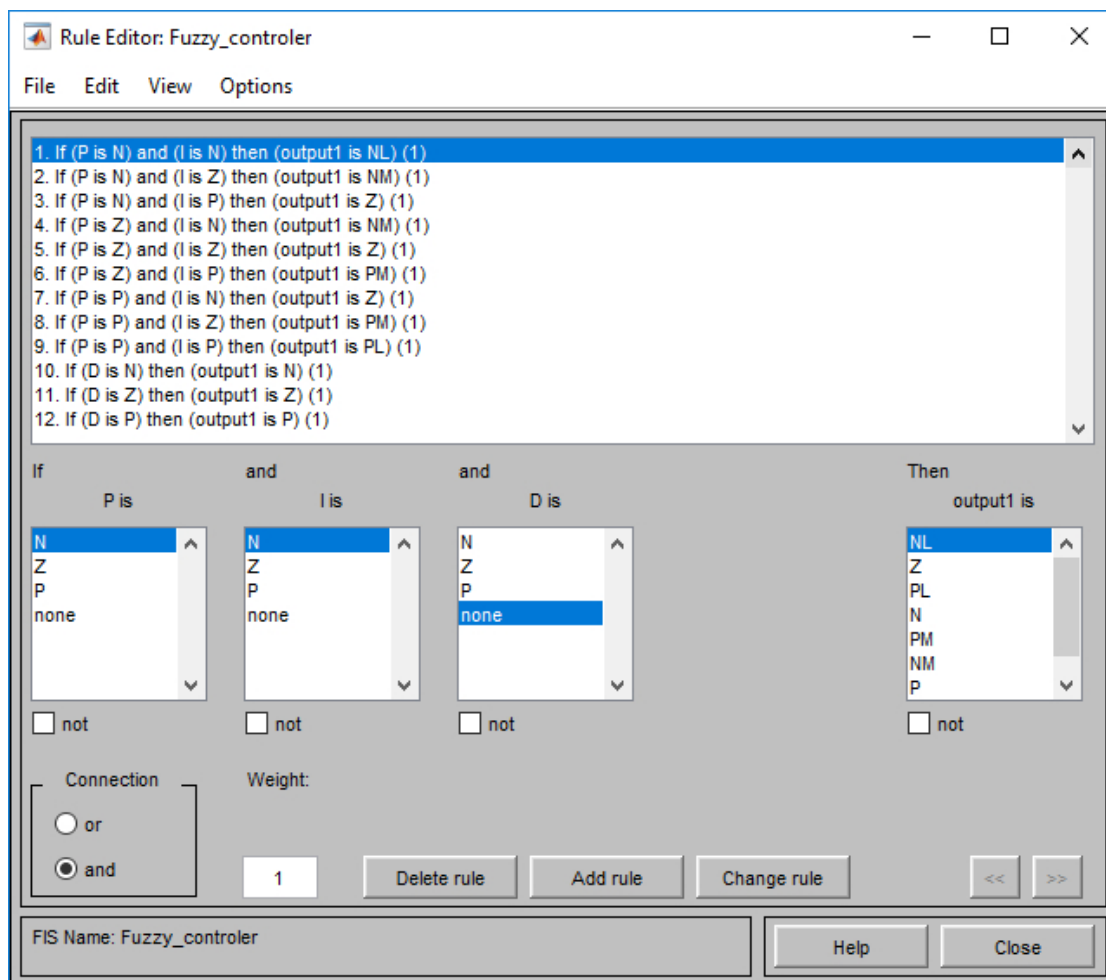 Rule Editor: Fuzzy_controler
File Edit View Options
1. If (P is N) and (I is N) then (output1 is NL) (1)
2. If (P is N) and (I is Z) then (output1 is NM) (1)
3. If (P is N) and (I is P) then (output1 is Z) (1)
4. If (P is Z) and (I is N) then (output1 is NM) (1)
5. If (P is Z) and (I is Z) then (output1 is Z) (1)
6. If (P is Z) and (I is P) then (output1 is PM) (1)
7. If (P is P) and (I is N) then (output1 is Z) (1)
8. If (P is P) and (I is Z) then (output1 is PM) (1)
9. If (P is P) and (I is P) then (output1 is PL) (1)
10. If (D is N) then (output1 is N) (1)
11. If (D is Z) then (output1 is Z) (1)
12. If (D is P) then (output1 is P) (1)
If and and Then
P is I is D is output1 is
N N N NL
Z Z Z Z
P P P PL
none none none N
PM
NM
P
not not not not
Connection Weight:
or
and 1 Delete rule Add rule Change rule << >>
FIS Name: Fuzzy_controler Help Close